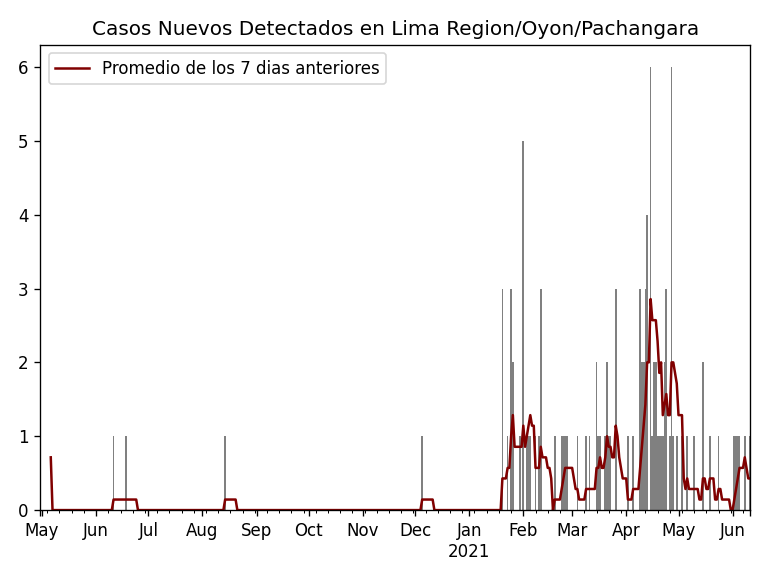 Casos Nuevos Detectados en Lima Region/Oyon/Pachangara
Promedio de los 7 dias anteriores
6
5
4
3
2
1
0
May Jun Jul Aug Sep Oct Nov Dec Jan Feb Mar Apr May Jun
2021